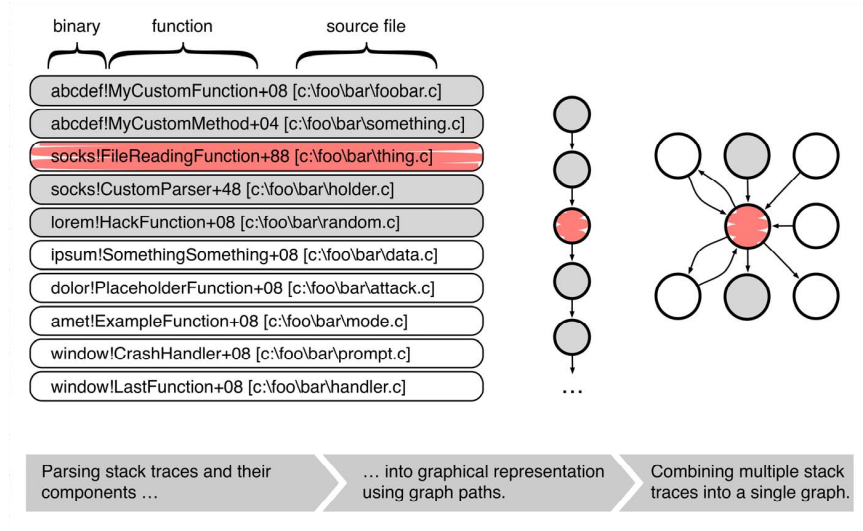 binary function source file
abcdef!MyCustomFunction+08 [c:\foo\bar\foobar.c]
abcdef!MyCustomMethod+04 [c:\foo\bar\something.c]
socks!FileReadingFunction+88 [c:\foo\bar\thing.c]
socks!CustomParser+48 [c:\foo\bar\holder.c]
lorem!HackFunction+08 [c:\foo\bar\random.c]
ipsum!SomethingSomething+08 [c:\foo\bar\data.c]
dolor!PlaceholderFunction+08 [c:\foo\bar\attack.c]
amet!ExampleFunction+08 [c:\foo\bar\mode.c]
window!CrashHandler+08 [c:\foo\bar\prompt.c]
window!LastFunction+08 [c:\foo\bar\handler.c]
...
Parsing stack traces and their
components ...
... into graphical representation
using graph paths.
Combining multiple stack
traces into a single graph.